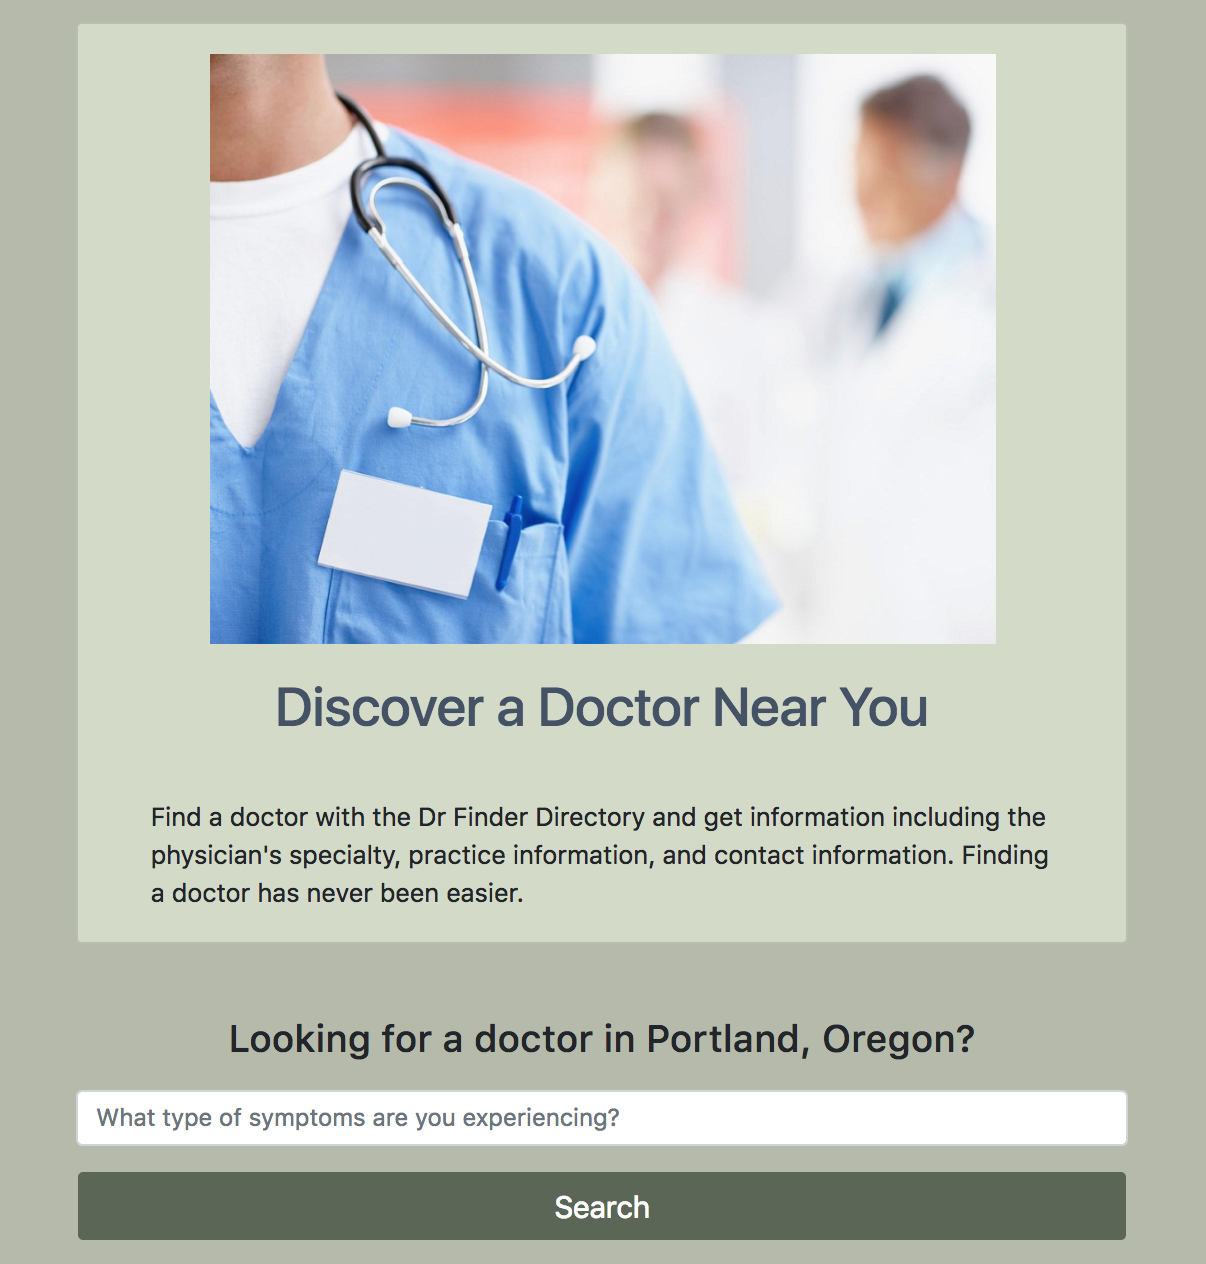 Discover a Doctor Near You
Find a doctor with the Dr Finder Directory and get information including the
physician's specialty, practice information, and contact information. Finding
a doctor has never been easier.
Looking for a doctor in Portland, Oregon?
What type of symptoms are you experiencing?
Search